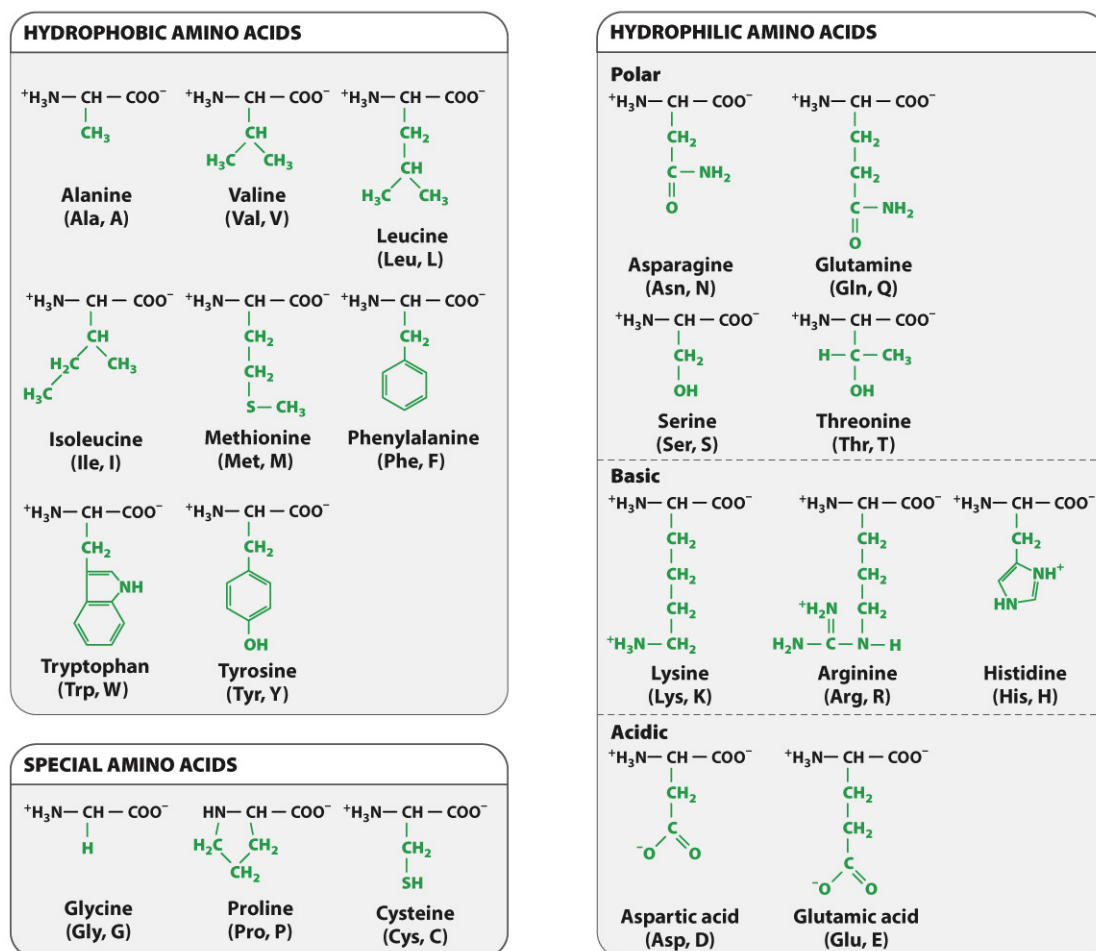 HYDROPHOBIC AMINO ACIDS
⁺H₃N — CH — COO⁻ ⁺H₃N — CH — COO⁻ ⁺H₃N — CH — COO⁻
CH₃ CH CH₂
H₃C CH₃ CH
H₃C CH₃
Alanine Valine Leucine
(Ala, A) (Val, V) (Leu, L)
⁺H₃N — CH — COO⁻ ⁺H₃N — CH — COO⁻ ⁺H₃N — CH — COO⁻
CH CH₂ CH₂
H₂C CH₃ CH₂
H₃C S — CH₃
Isoleucine Methionine Phenylalanine
(Ile, I) (Met, M) (Phe, F)
⁺H₃N — CH — COO⁻ ⁺H₃N — CH — COO⁻
CH₂ CH₂
NH
OH
Tryptophan Tyrosine
(Trp, W) (Tyr, Y)
SPECIAL AMINO ACIDS
⁺H₃N — CH — COO⁻ HN — CH — COO⁻ ⁺H₃N — CH — COO⁻
H H₂C CH₂ CH₂
CH₂ SH
Glycine Proline Cysteine
(Gly, G) (Pro, P) (Cys, C)
HYDROPHILIC AMINO ACIDS
Polar
⁺H₃N — CH — COO⁻ ⁺H₃N — CH — COO⁻
CH₂ CH₂
C — NH₂ CH₂
O C — NH₂
O
Asparagine Glutamine
(Asn, N) (Gln, Q)
⁺H₃N — CH — COO⁻ ⁺H₃N — CH — COO⁻
CH₂ H — C — CH₃
OH OH
Serine Threonine
(Ser, S) (Thr, T)
Basic
⁺H₃N — CH — COO⁻ ⁺H₃N — CH — COO⁻ ⁺H₃N — CH — COO⁻
CH₂ CH₂ CH₂
CH₂ CH₂ NH⁺
CH₂ ⁺H₂N CH₂ HN
⁺H₃N — CH₂ H₂N — C — N — H
Lysine Arginine Histidine
(Lys, K) (Arg, R) (His, H)
Acidic
⁺H₃N — CH — COO⁻ ⁺H₃N — CH — COO⁻
CH₂ CH₂
C CH₂
⁻O O C
⁻O O
Aspartic acid Glutamic acid
(Asp, D) (Glu, E)